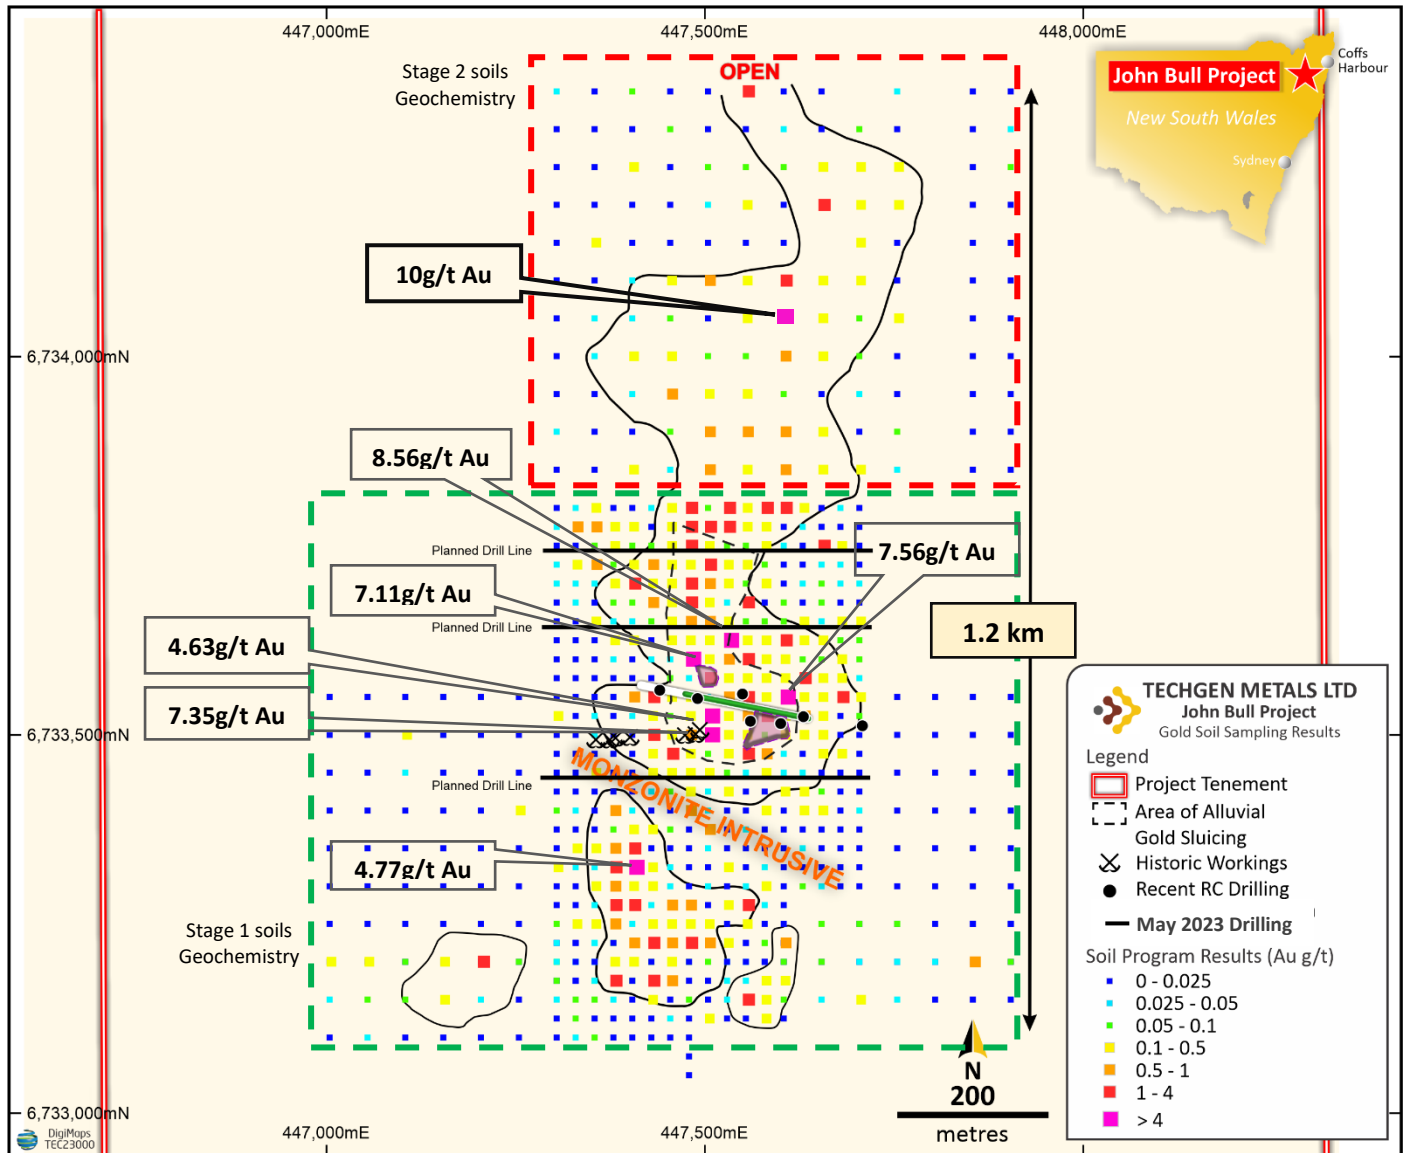 447,000mE
447,500mE
448,000mE
Stage 2 soils
Geochemistry
OPEN
John Bull Project
Coffs
Harbour
New South Wales
Sydney
10g/t Au
6,734,000mN
8.56g/t Au
Planned Drill Line
7.56g/t Au
7.11g/t Au
Planned Drill Line
4.63g/t Au
1.2 km
7.35g/t Au
6,733,500mN
MONZONITE INTRUSIVE
Planned Drill Line
4.77g/t Au
Stage 1 soils
Geochemistry
TECHGEN METALS LTD
John Bull Project
Gold Soil Sampling Results
Legend
Project Tenement
Area of Alluvial
Gold Sluicing
Historic Workings
Recent RC Drilling
May 2023 Drilling
Soil Program Results (Au g/t)
0 - 0.025
0.025 - 0.05
0.05 - 0.1
0.1 - 0.5
0.5 - 1
1 - 4
> 4
N
200
metres
6,733,000mN
DigiMaps
TEC23000
447,000mE
447,500mE
448,000mE